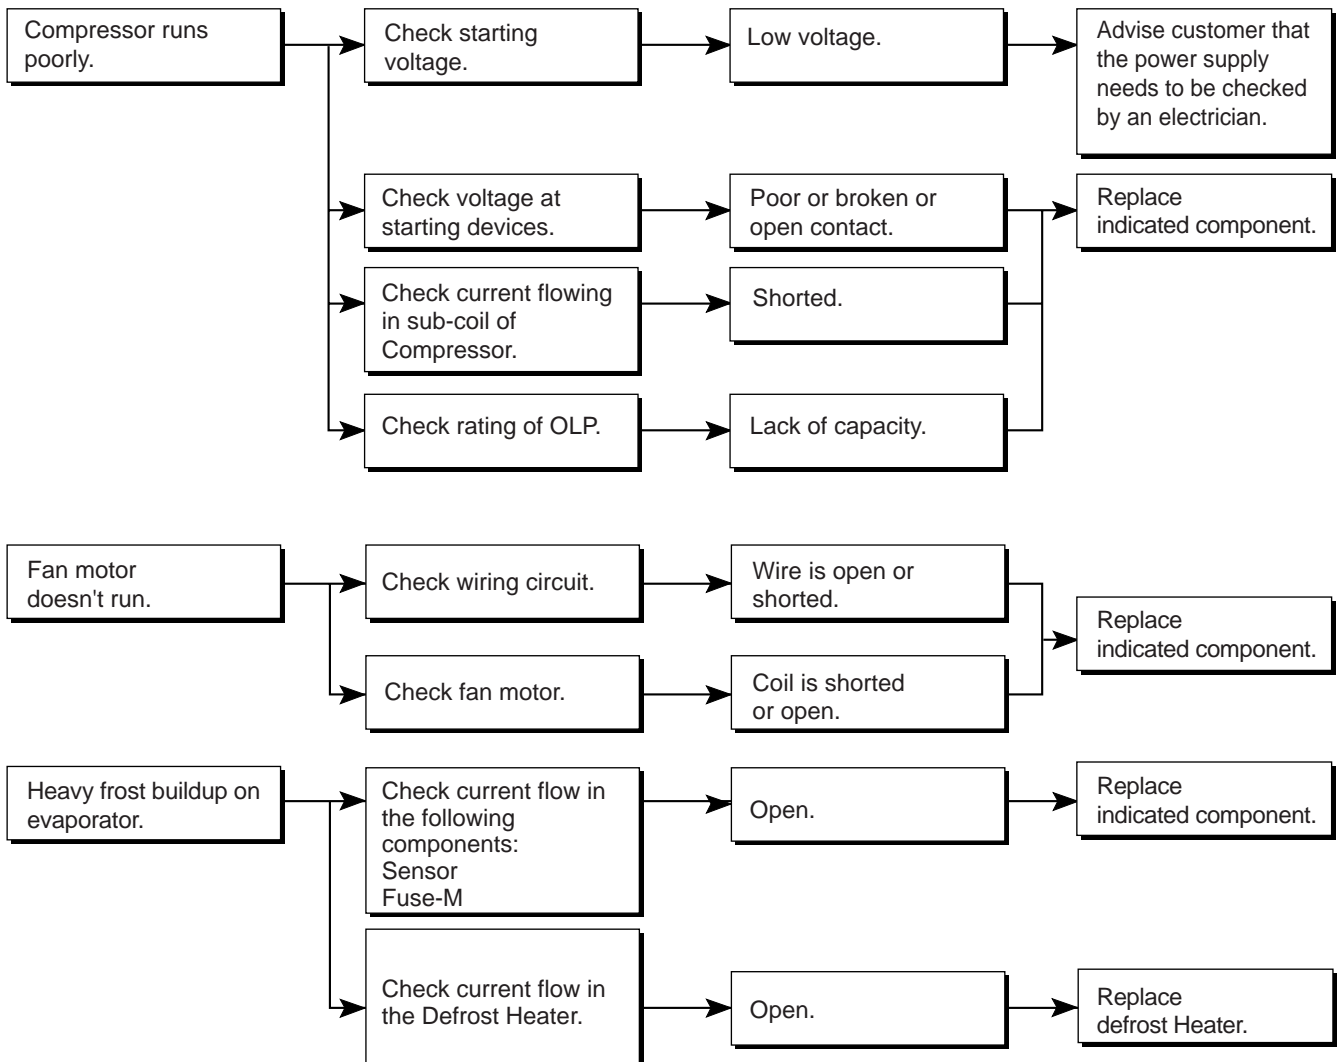 Compressor runs
poorly.
Check starting
voltage.
Low voltage.
Advise customer that
the power supply
needs to be checked
by an electrician.
Check voltage at
starting devices.
Poor or broken or
open contact.
Replace
indicated component.
Check current flowing
in sub-coil of
Compressor.
Shorted.
Check rating of OLP.
Lack of capacity.
Fan motor
doesn't run.
Check wiring circuit.
Wire is open or
shorted.
Replace
indicated component.
Check fan motor.
Coil is shorted
or open.
Heavy frost buildup on
evaporator.
Check current flow in
the following
components:
Sensor
Fuse-M
Open.
Replace
indicated component.
Check current flow in
the Defrost Heater.
Open.
Replace
defrost Heater.